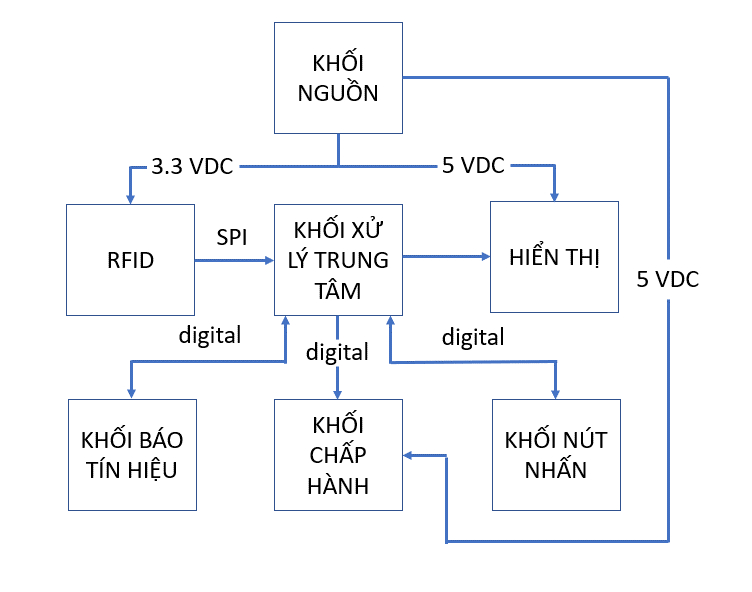 KHỐI
NGUỒN
3.3 VDC
5 VDC
RFID
SPI
KHỐI XỬ
LÝ TRUNG
TÂM
HIỂN THỊ
5 VDC
digital
digital
digital
KHỐI BÁO
TÍN HIỆU
KHỐI
CHẤP
HÀNH
KHỐI NÚT
NHẤN